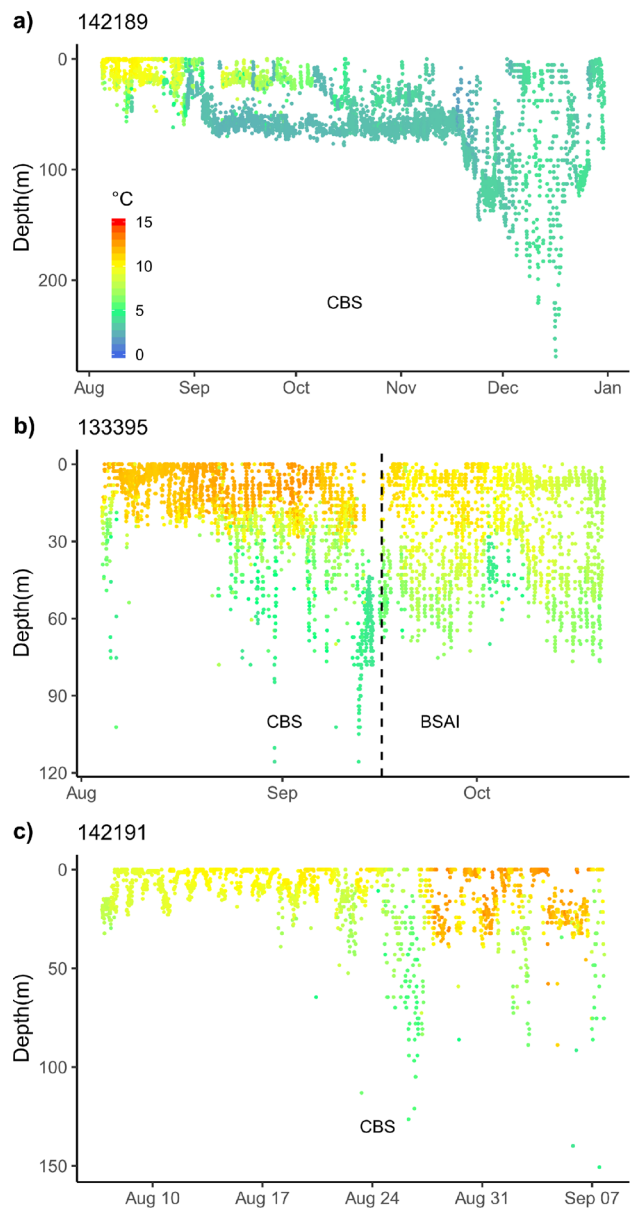 a) 142189
0
100
200
Depth(m)
°C
15
10
5
0
CBS
Aug Sep Oct Nov Dec Jan
b) 133395
0
30
60
90
120
Depth(m)
CBS BSAI
Aug Sep Oct
c) 142191
0
50
100
150
Depth(m)
CBS
Aug 10 Aug 17 Aug 24 Aug 31 Sep 07